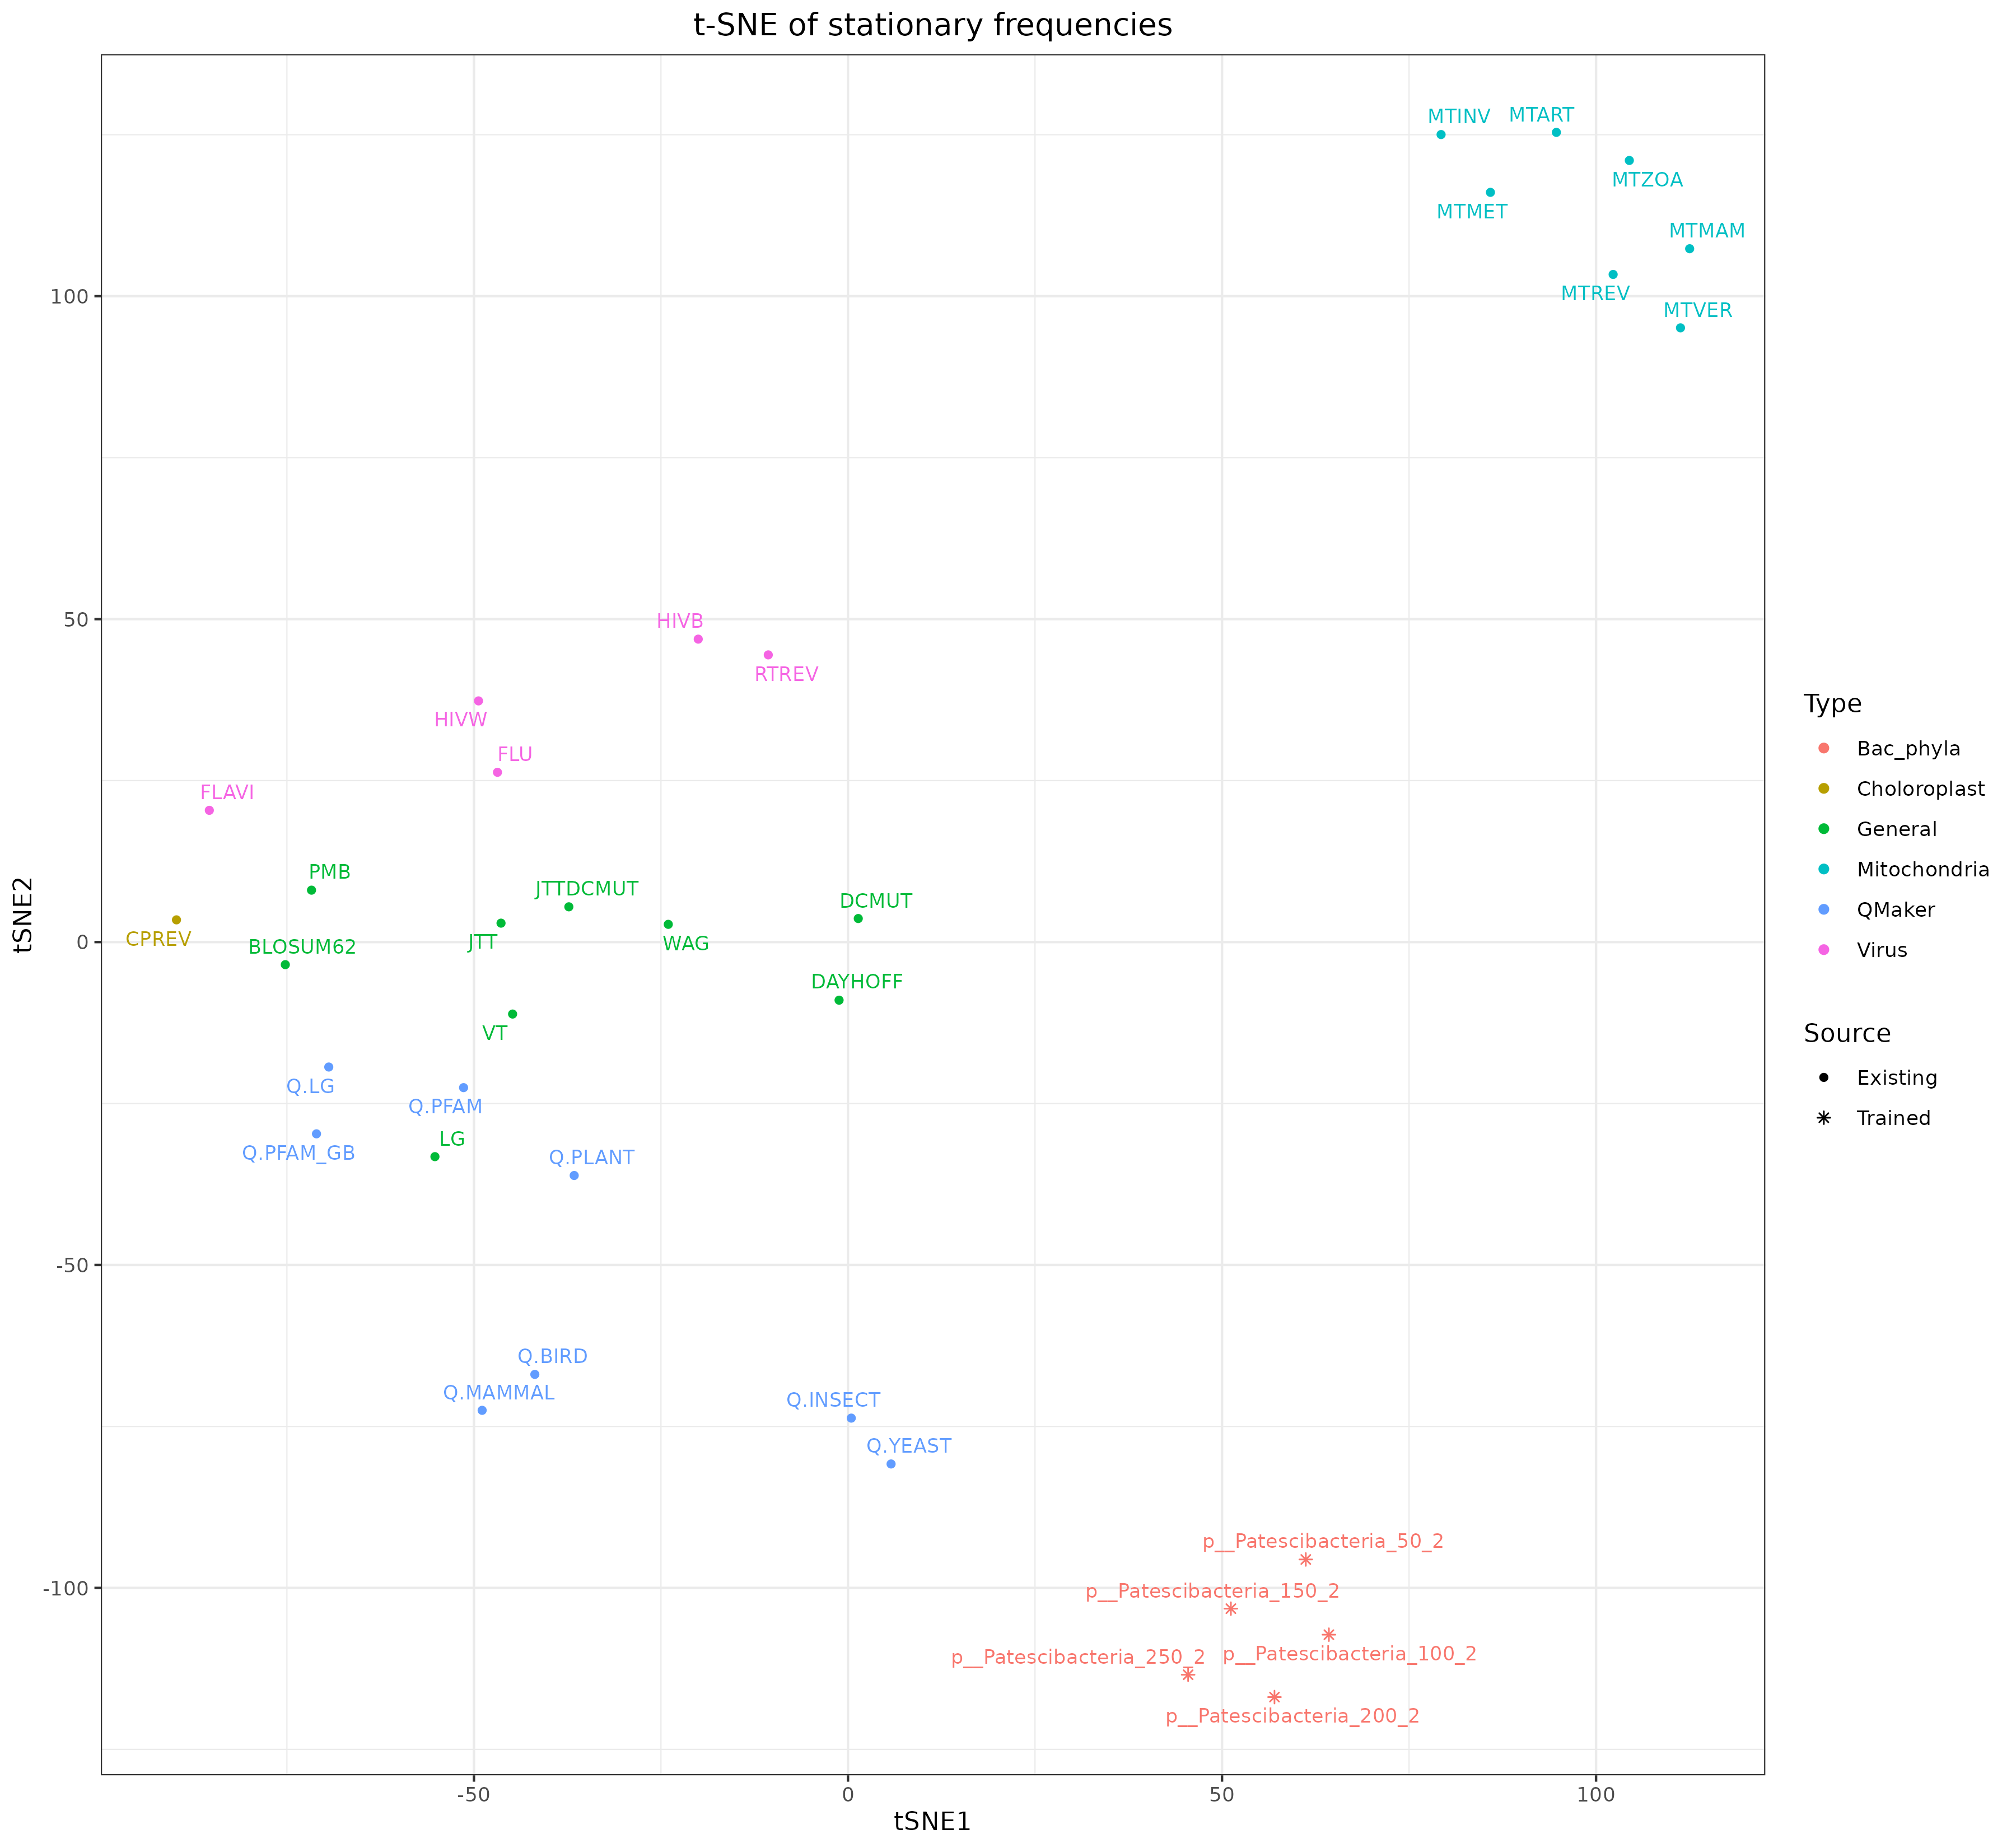 t-SNE of stationary frequencies
MTINV
MTART
MTZOA
MTMET
MTMAM
MTREV
MTVER
100
50
0
-50
-100
tSNE2
HIVB
RTREV
HIVW
FLU
FLAVI
PMB
JTTDCMUT
DCMUT
CPREV
BLOSUM62
JTT
WAG
DAYHOFF
VT
Q.LG
Q.PFAM
Q.PFAM_GB
LG
Q.PLANT
Q.BIRD
Q.MAMMAL
Q.INSECT
Q.YEAST
p__Patescibacteria_50_2
p__Patescibacteria_150_2
p__Patescibacteria_250_2
p__Patescibacteria_100_2
p__Patescibacteria_200_2
-50
0
50
100
tSNE1
Type
Bac_phyla
Choloroplast
General
Mitochondria
QMaker
Virus
Source
Existing
Trained